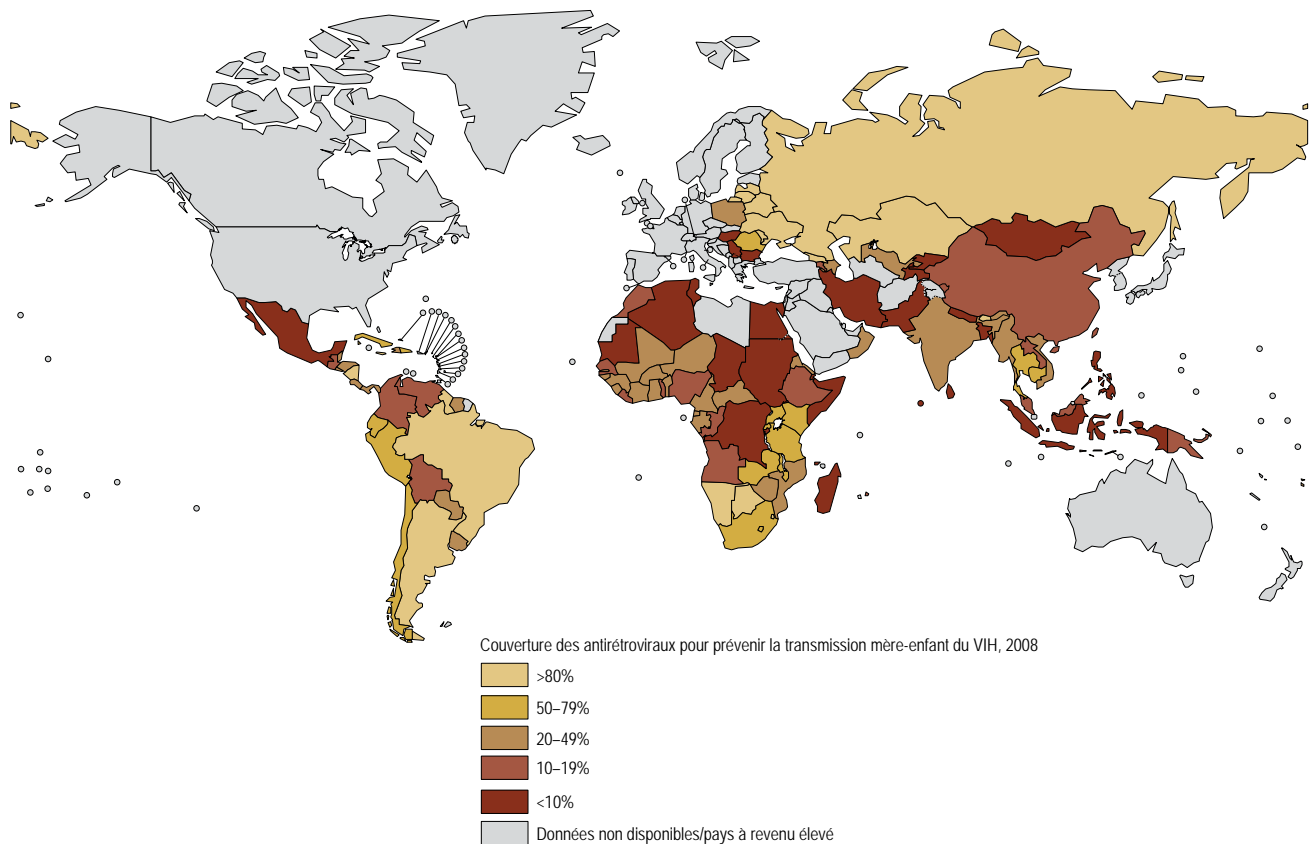 Couverture des antirétroviraux pour prévenir la transmission mère-enfant du VIH, 2008
>80%
50–79%
20–49%
10–19%
<10%
Données non disponibles/pays à revenu élevé